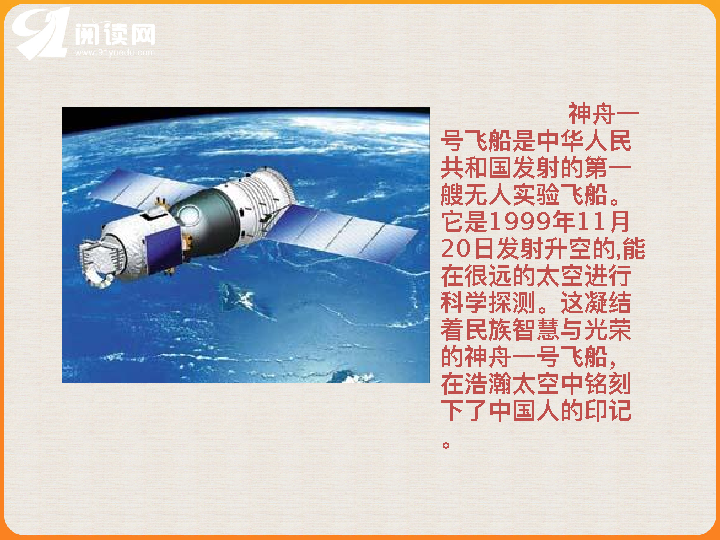 91阅读网
神舟一
号飞船是中华人民
共和国发射的第一
艘无人实验飞船。
它是1999年11月
20日发射升空的,能
在很远的太空进行
科学探测。这凝结
着民族智慧与光荣
的神舟一号飞船,
在浩瀚太空中铭刻
下了中国人的印记
。